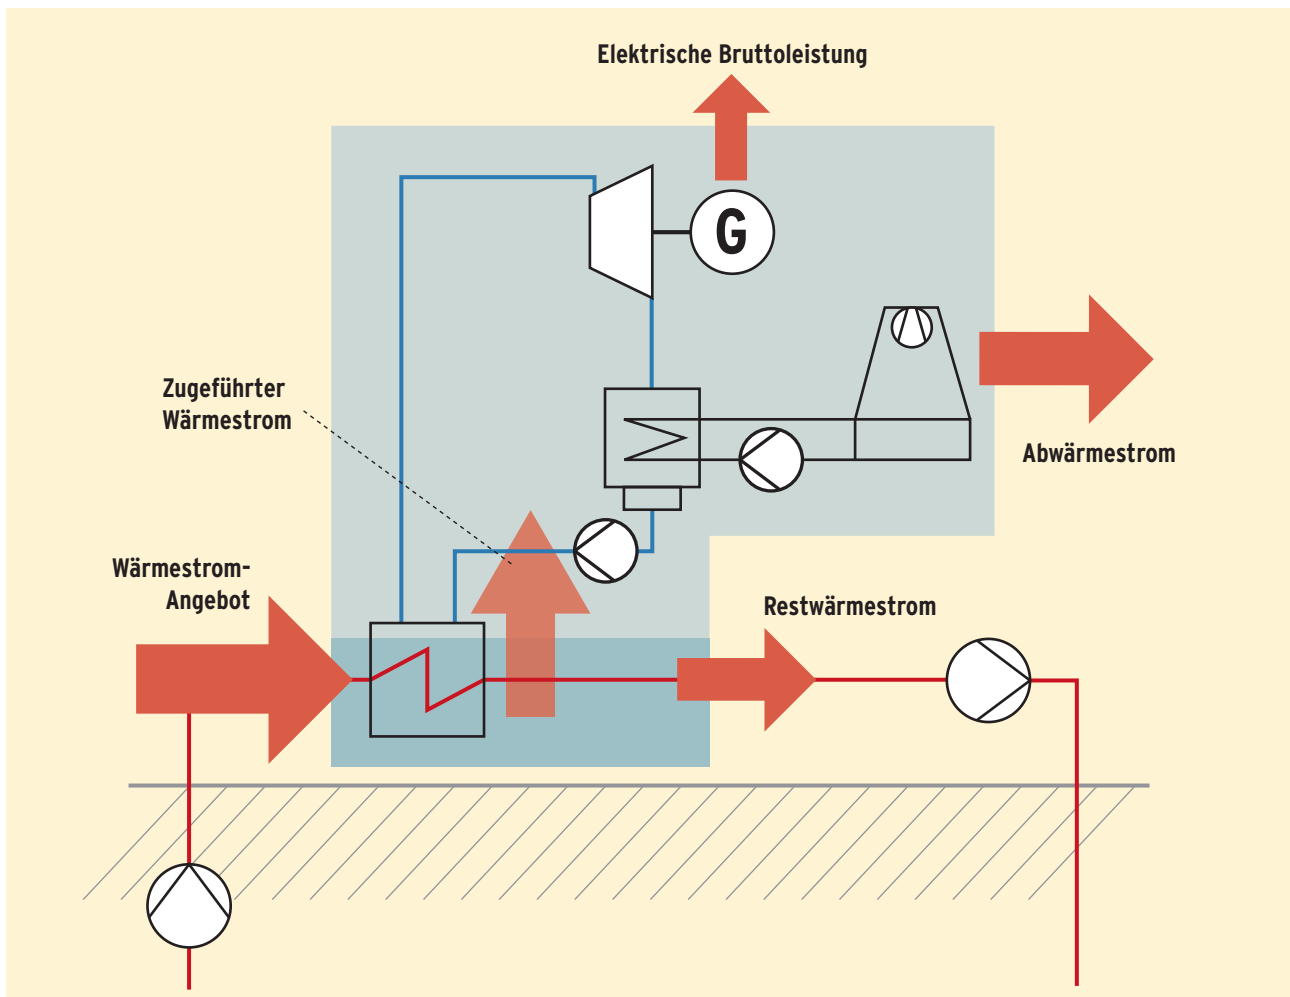 Elektrische Bruttoleistung
G
Zugeführter
Wärmestrom
Abwärmestrom
Wärmestrom-
Angebot
Restwärmestrom